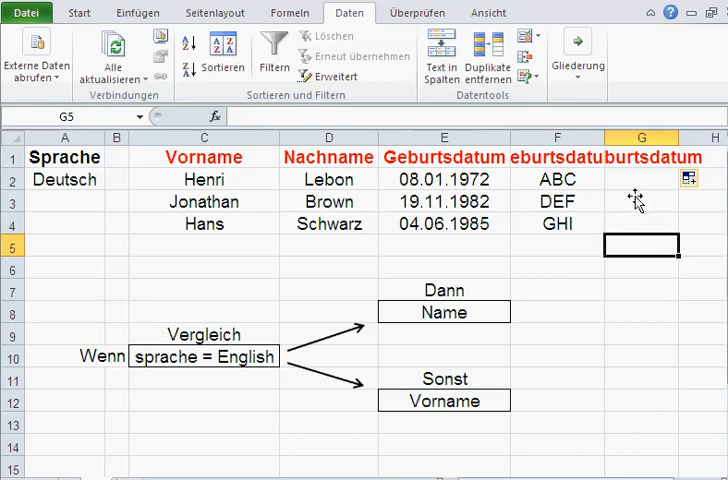 Datei Start Einfügen Seitenlayout Formeln Daten Überprüfen Ansicht
Externe Daten abrufen
Alle aktualisieren
Verbindungen
Sortieren
Filtern
Löschen
Erneut übernehmen
Erweitert
Sortieren und Filtern
Text in Spalten
Duplikate entfernen
Datentools
Gliederung
G5 fx
A B C D E F G H
1 Sprache Vorname Nachname Geburtsdatum eburtsdatu burtsdatum
2 Deutsch Henri Lebon 08.01.1972 ABC
3 Jonathan Brown 19.11.1982 DEF
4 Hans Schwarz 04.06.1985 GHI
5
6
7 Dann
8 Name
9 Vergleich
10 Wenn sprache = English
11 Sonst
12 Vorname
13
14
15